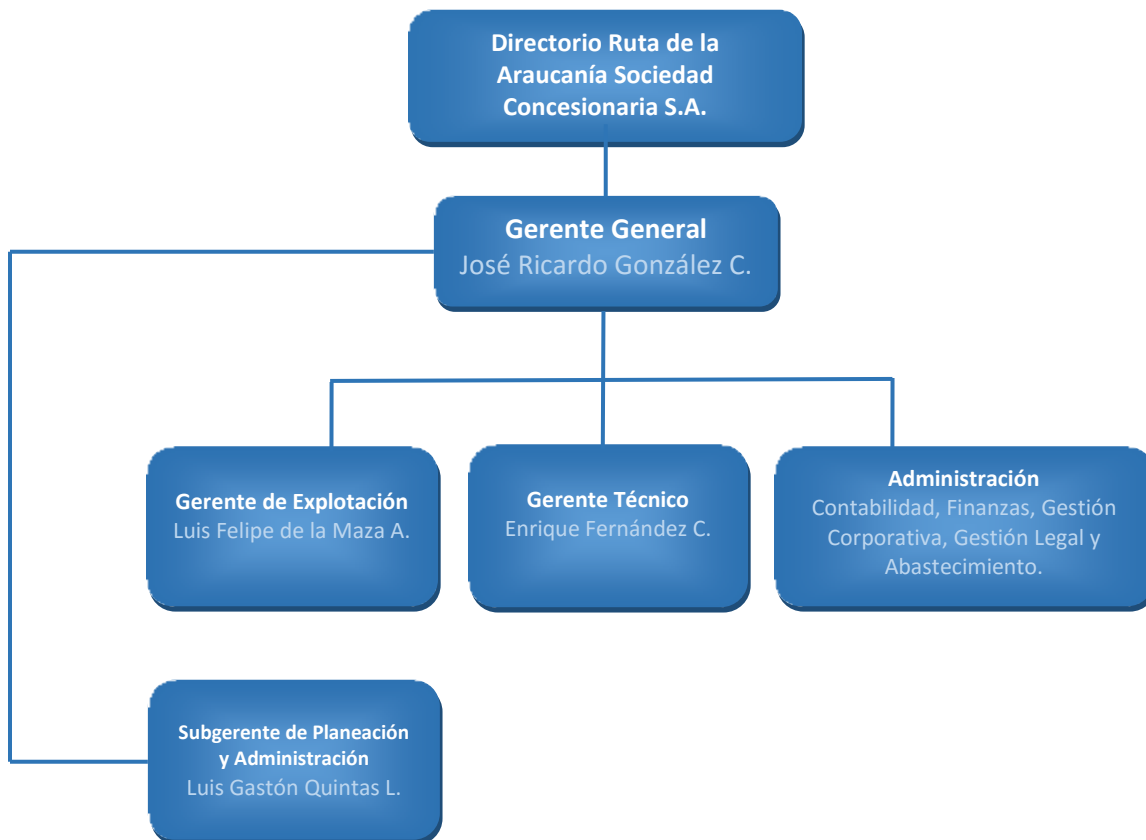 Directorio Ruta de la
Araucanía Sociedad
Concesionaria S.A.
Gerente General
José Ricardo González C.
Gerente de Explotación
Luis Felipe de la Maza A.
Gerente Técnico
Enrique Fernández C.
Administración
Contabilidad, Finanzas, Gestión
Corporativa, Gestión Legal y
Abastecimiento.
Subgerente de Planeación
y Administración
Luis Gastón Quintas L.